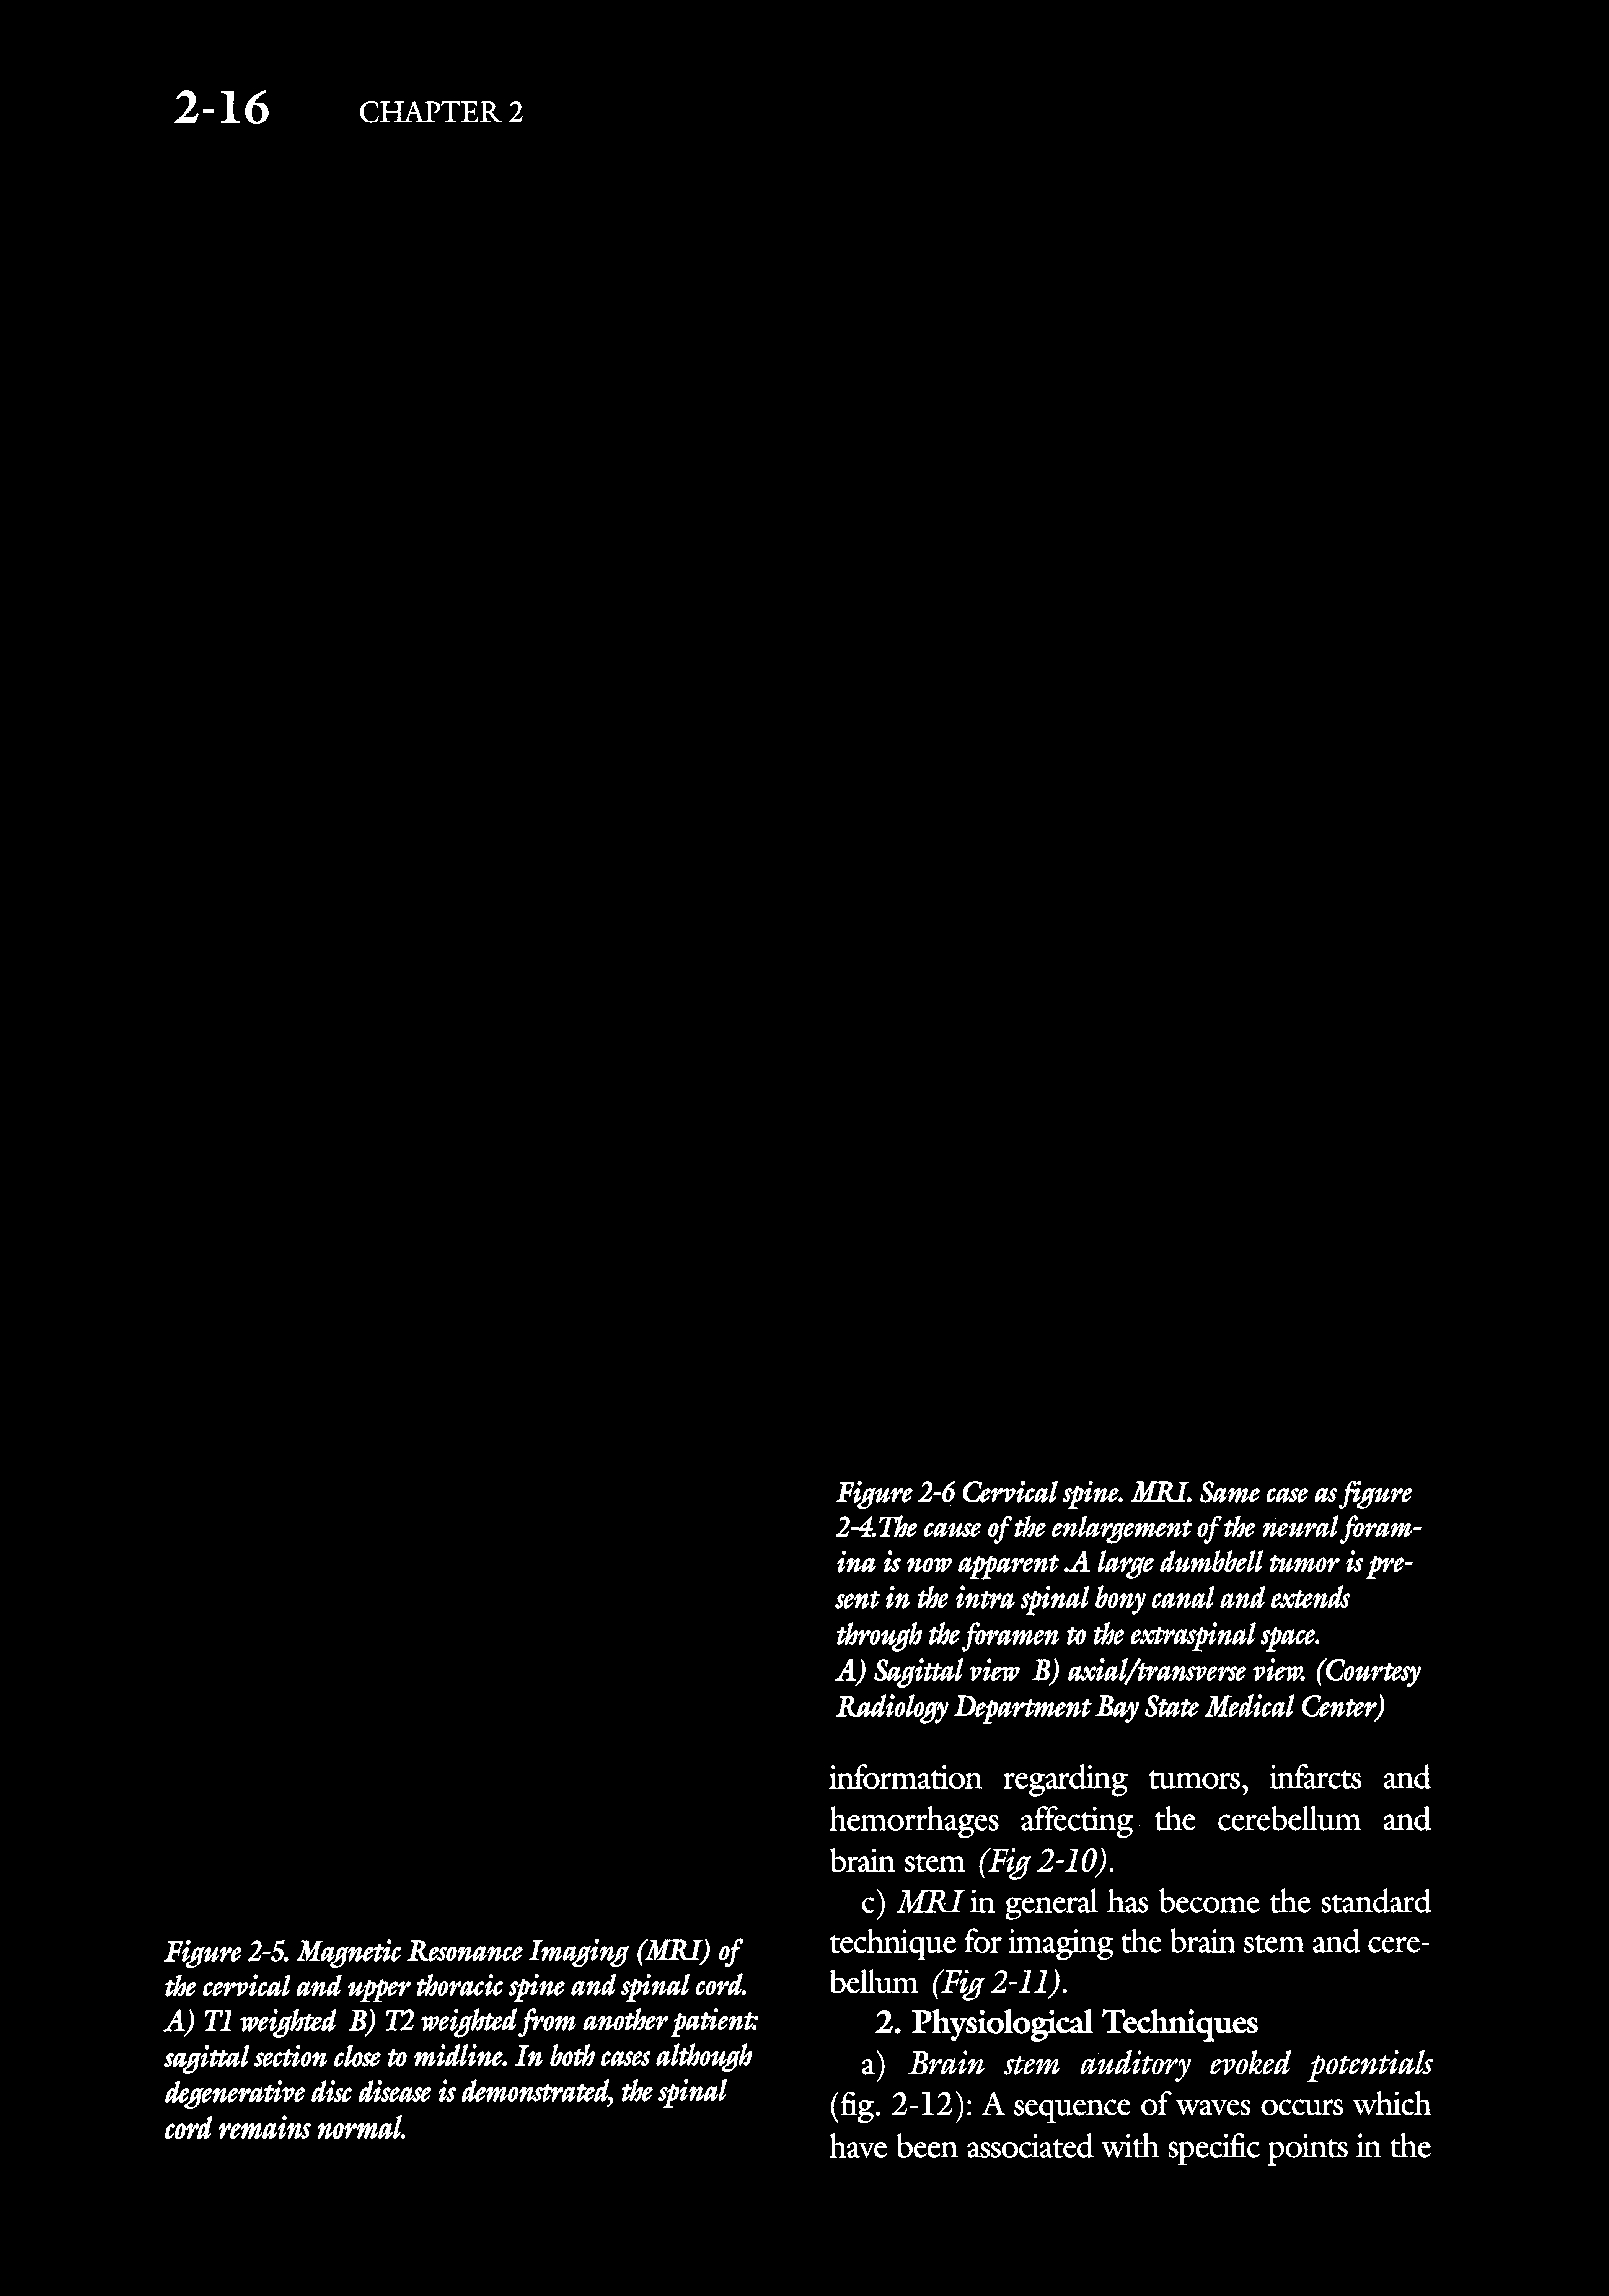 2-16 CHAPTER 2
Figure 2-5. Magnetic Resonance Imaging (MRI) of
the cervical and upper thoracic spine and spinal cord.
A) T1 weighted B) T2 weighted from another patient:
sagittal section close to midline. In both cases although
degenerative disc disease is demonstrated, the spinal
cord remains normal.
Figure 2-6 Cervical spine. MRI. Same case as figure
2-4.The cause of the enlargement of the neural foram-
ina is now apparent .A large dumbbell tumor is pre-
sent in the intra spinal bony canal and extends
through the foramen to the extraspinal space.
A) Sagittal view B) axial/transverse view. (Courtesy
Radiology Department Bay State Medical Center)
information regarding tumors, infarcts and
hemorrhages affecting the cerebellum and
brain stem (Fig 2-10).
c) MRI in general has become the standard
technique for imaging the brain stem and cere-
bellum (Fig 2-11).
2. Physiological Techniques
a) Brain stem auditory evoked potentials
(fig. 2-12): A sequence of waves occurs which
have been associated with specific points in the